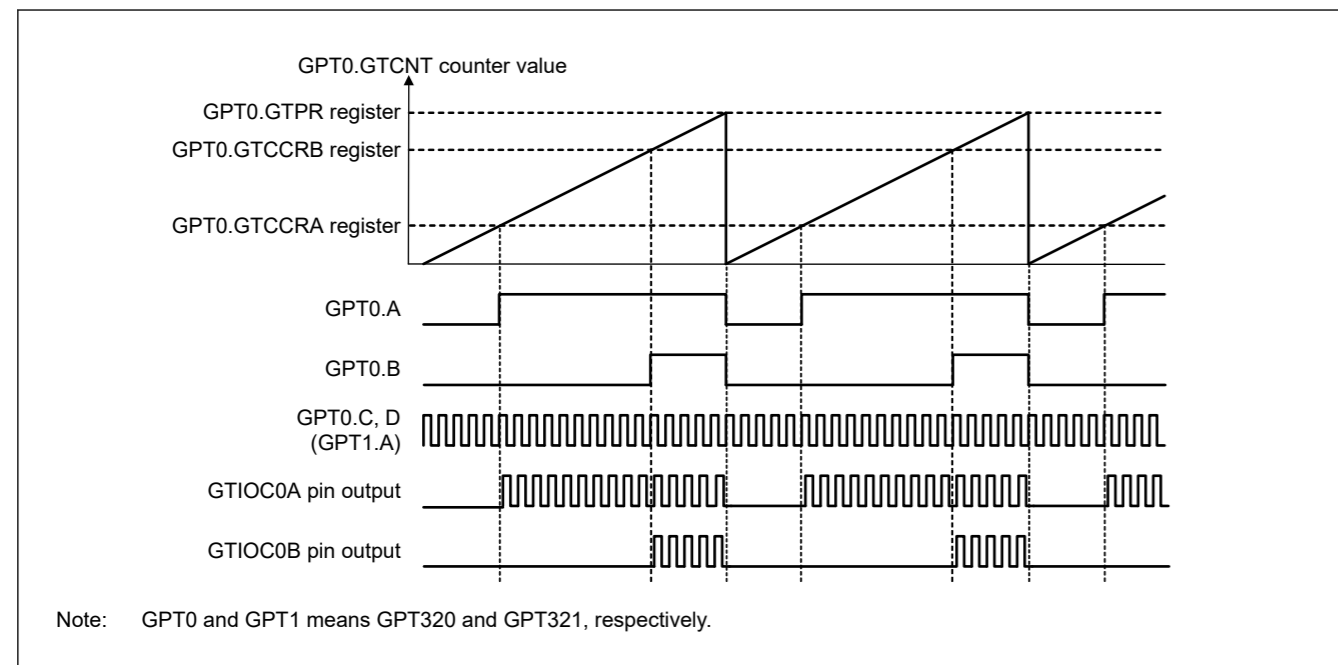 GPT0.GTCNT counter value
GPT0.GTPR register
GPT0.GTCCRB register
GPT0.GTCCRA register
GPT0.A
GPT0.B
GPT0.C, D
(GPT1.A)
GTIOC0A pin output
GTIOC0B pin output
Note: GPT0 and GPT1 means GPT320 and GPT321, respectively.